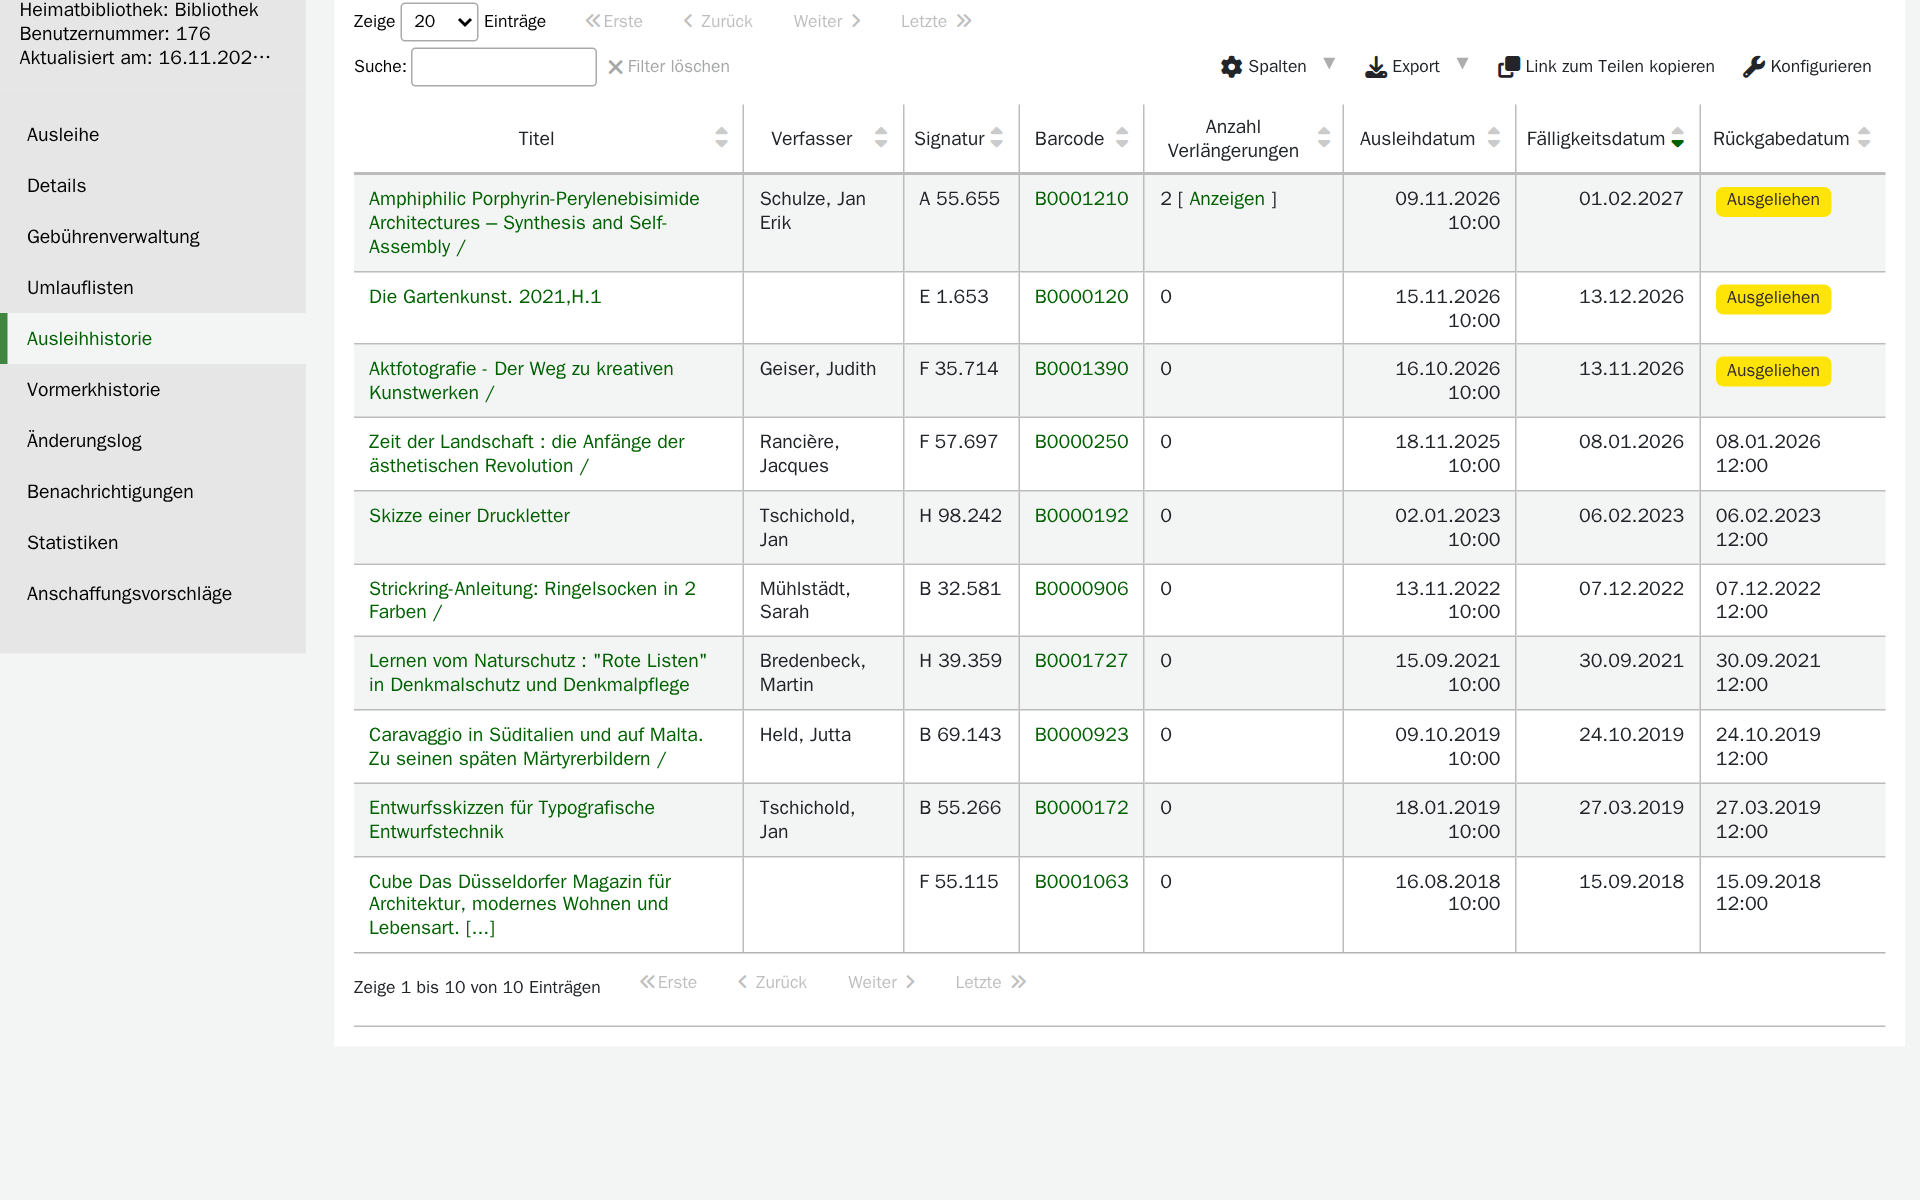 Heimatbibliothek: Bibliothek
Benutzernummer: 176
Aktualisiert am: 16.11.202…
Ausleihe
Details
Gebührenverwaltung
Umlauflisten
Ausleihhistorie
Vormerkhistorie
Änderungslog
Benachrichtigungen
Statistiken
Anschaffungsvorschläge
Zeige 20 Einträge Erste Zurück Weiter Letzte
Suche: Filter löschen Spalten Export Link zum Teilen kopieren Konfigurieren
Titel Verfasser Signatur Barcode Anzahl Verlängerungen Ausleihdatum Fälligkeitsdatum Rückgabedatum
Amphiphilic Porphyrin-Perylenebisimide Schulze, Jan A 55.655 B0001210 2 [ Anzeigen ] 09.11.2026 01.02.2027 Ausgeliehen
Architectures – Synthesis and Self- Erik 10:00
Assembly /
Die Gartenkunst. 2021,H.1 E 1.653 B0000120 0 15.11.2026 13.12.2026 Ausgeliehen
10:00
Aktfotografie - Der Weg zu kreativen Geiser, Judith F 35.714 B0001390 0 16.10.2026 13.11.2026 Ausgeliehen
Kunstwerken / 10:00
Zeit der Landschaft : die Anfänge der Rancière, F 57.697 B0000250 0 18.11.2025 08.01.2026 08.01.2026
ästhetischen Revolution / Jacques 10:00 12:00
Skizze einer Druckletter Tschichold, H 98.242 B0000192 0 02.01.2023 06.02.2023 06.02.2023
Jan 10:00 12:00
Strickring-Anleitung: Ringelsocken in 2 Mühlstädt, B 32.581 B0000906 0 13.11.2022 07.12.2022 07.12.2022
Farben / Sarah 10:00 12:00
Lernen vom Naturschutz : "Rote Listen" Bredenbeck, H 39.359 B0001727 0 15.09.2021 30.09.2021 30.09.2021
in Denkmalschutz und Denkmalpflege Martin 10:00 12:00
Caravaggio in Süditalien und auf Malta. Held, Jutta B 69.143 B0000923 0 09.10.2019 24.10.2019 24.10.2019
Zu seinen späten Märtyrerbildern / 10:00 12:00
Entwurfsskizzen für Typografische Tschichold, B 55.266 B0000172 0 18.01.2019 27.03.2019 27.03.2019
Entwurfstechnik Jan 10:00 12:00
Cube Das Düsseldorfer Magazin für F 55.115 B0001063 0 16.08.2018 15.09.2018 15.09.2018
Architektur, modernes Wohnen und 10:00 12:00
Lebensart. [...]
Zeige 1 bis 10 von 10 Einträgen Erste Zurück Weiter Letzte